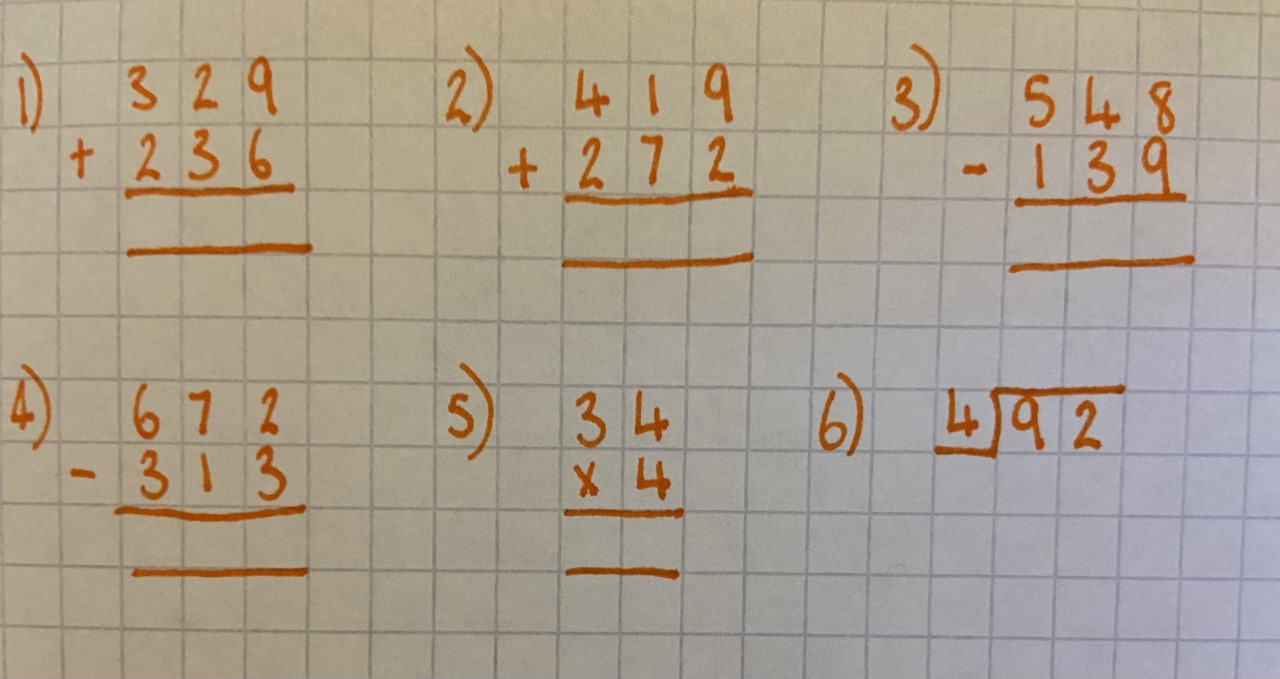 1) 329 2) 419 3) 548
+ 236 + 272 - 139
4) 672 5) 34 6) 4)92
- 313 x 4